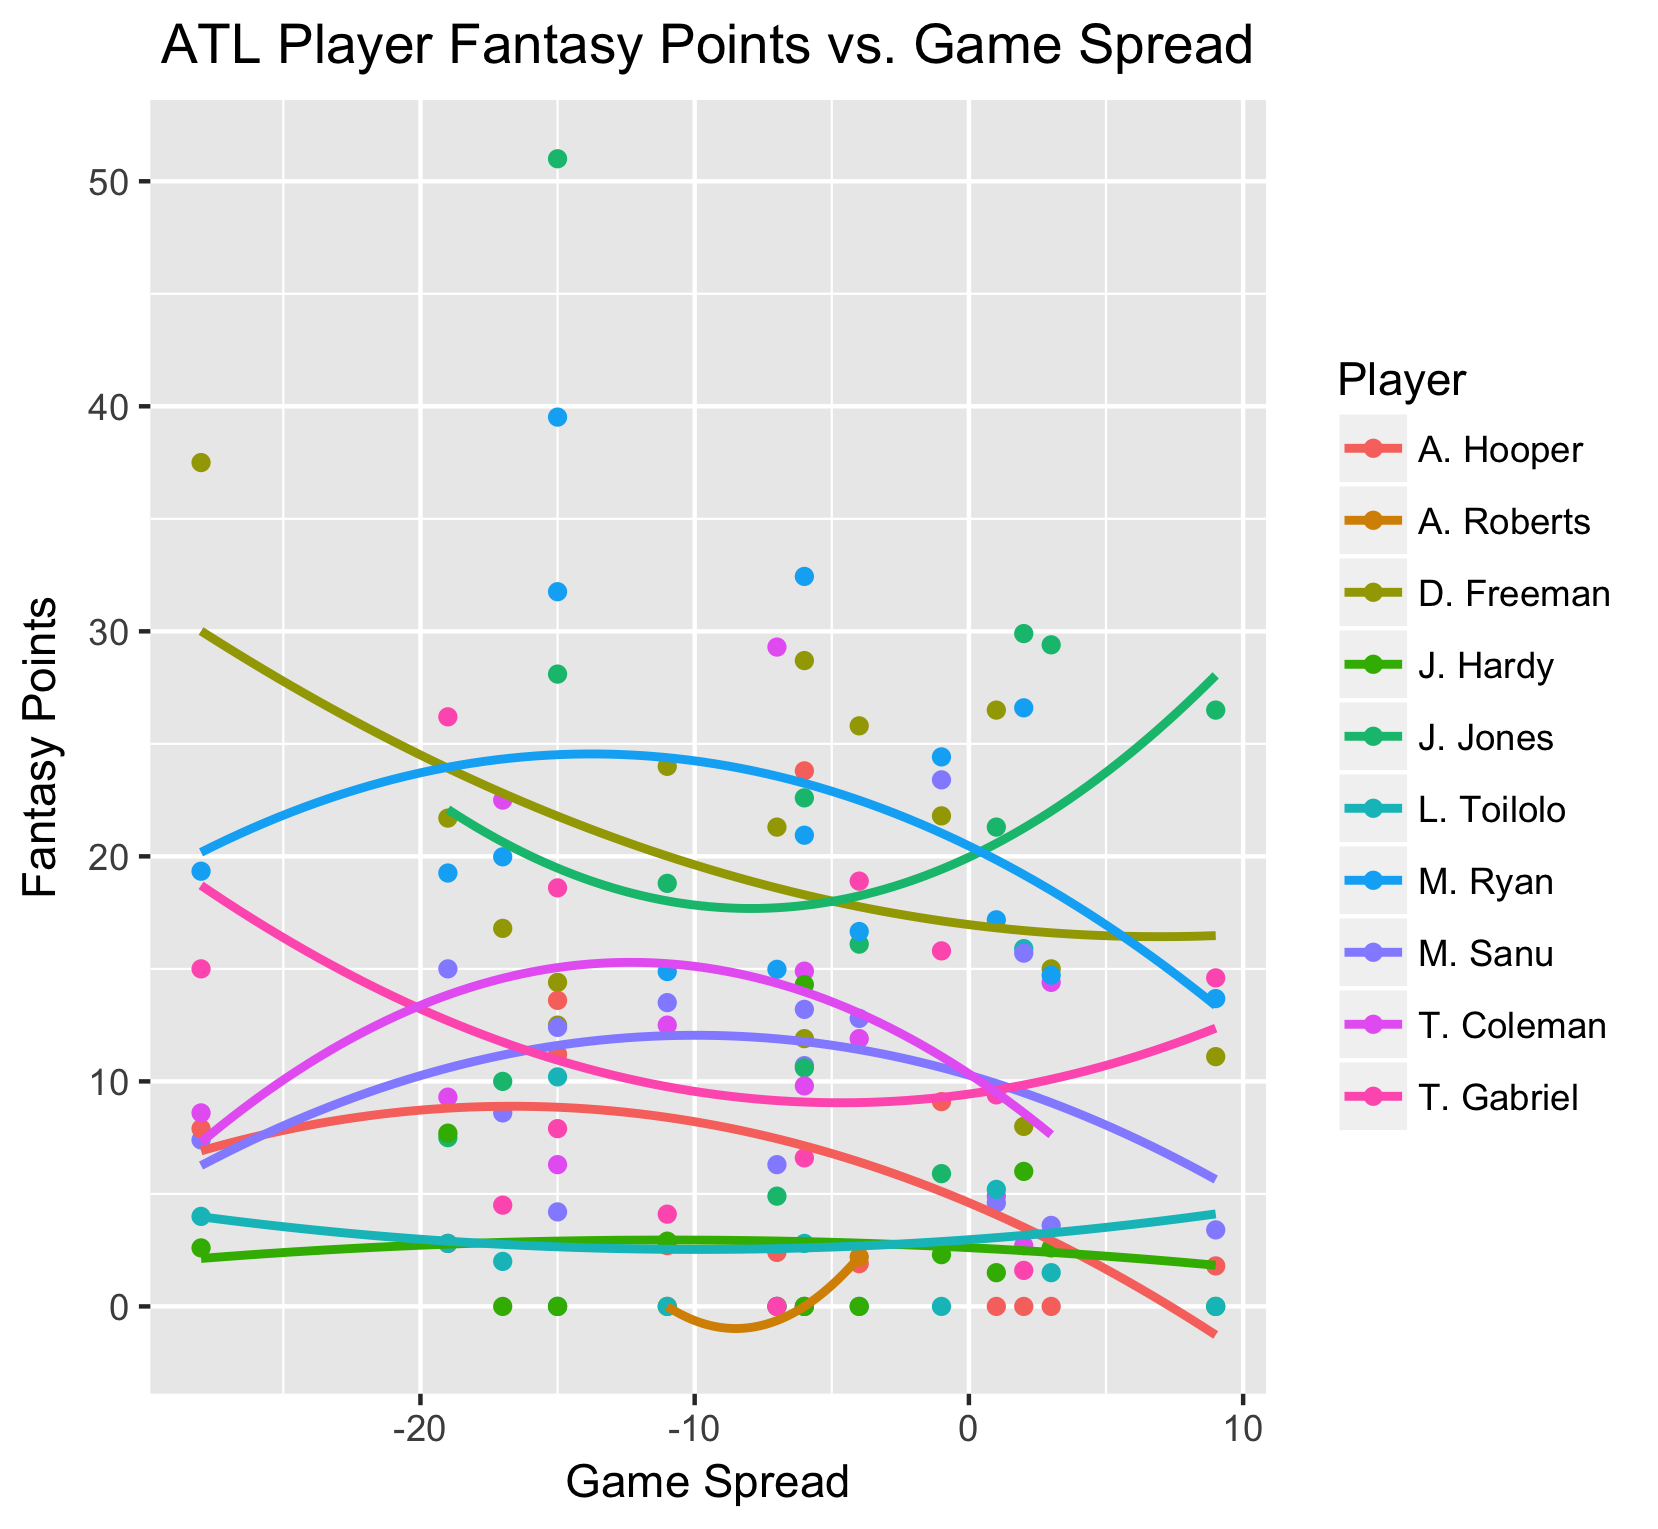 ATL Player Fantasy Points vs. Game Spread
50
40
30
20
10
0
Fantasy Points
-20
-10
0
10
Game Spread
Player
A. Hooper
A. Roberts
D. Freeman
J. Hardy
J. Jones
L. Toilolo
M. Ryan
M. Sanu
T. Coleman
T. Gabriel